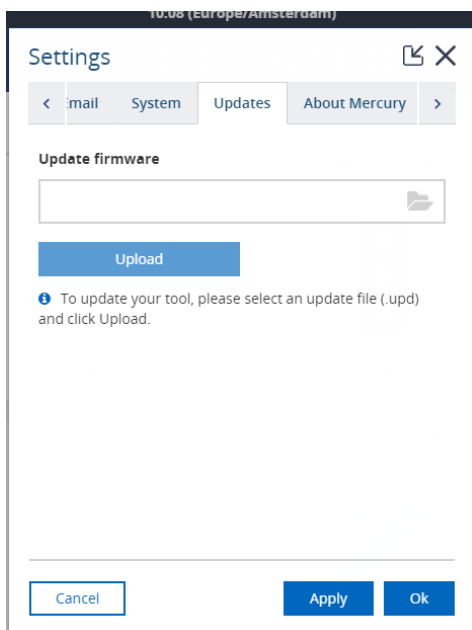 10:08 (Europe/Amsterdam)
Settings
Email System Updates About Mercury
Update firmware
Upload
To update your tool, please select an update file (.upd)
and click Upload.
Cancel Apply Ok